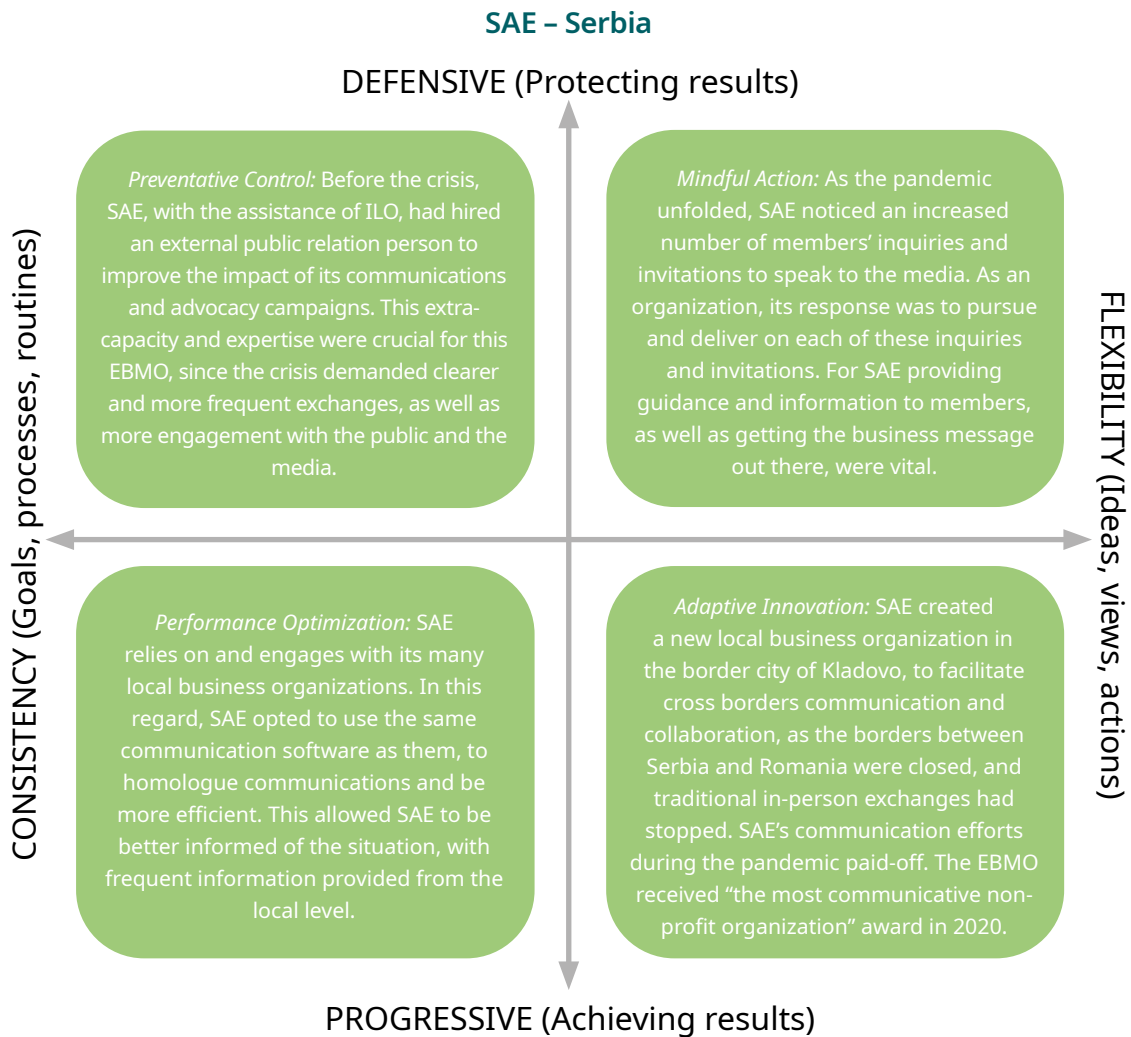 SAE – Serbia
DEFENSIVE (Protecting results)
CONSISTENCY (Goals, processes, routines)
Preventative Control: Before the crisis,
SAE, with the assistance of ILO, had hired
an external public relation person to
improve the impact of its communications
and advocacy campaigns. This extra-
capacity and expertise were crucial for this
EBMO, since the crisis demanded clearer
and more frequent exchanges, as well as
more engagement with the public and the
media.
Mindful Action: As the pandemic
unfolded, SAE noticed an increased
number of members’ inquiries and
invitations to speak to the media. As an
organization, its response was to pursue
and deliver on each of these inquiries
and invitations. For SAE providing
guidance and information to members,
as well as getting the business message
out there, were vital.
FLEXIBILITY (Ideas, views, actions)
Performance Optimization: SAE
relies on and engages with its many
local business organizations. In this
regard, SAE opted to use the same
communication software as them, to
homologue communications and be
more efficient. This allowed SAE to be
better informed of the situation, with
frequent information provided from the
local level.
Adaptive Innovation: SAE created
a new local business organization in
the border city of Kladovo, to facilitate
cross borders communication and
collaboration, as the borders between
Serbia and Romania were closed, and
traditional in-person exchanges had
stopped. SAE’s communication efforts
during the pandemic paid-off. The EBMO
received “the most communicative non-
profit organization” award in 2020.
PROGRESSIVE (Achieving results)